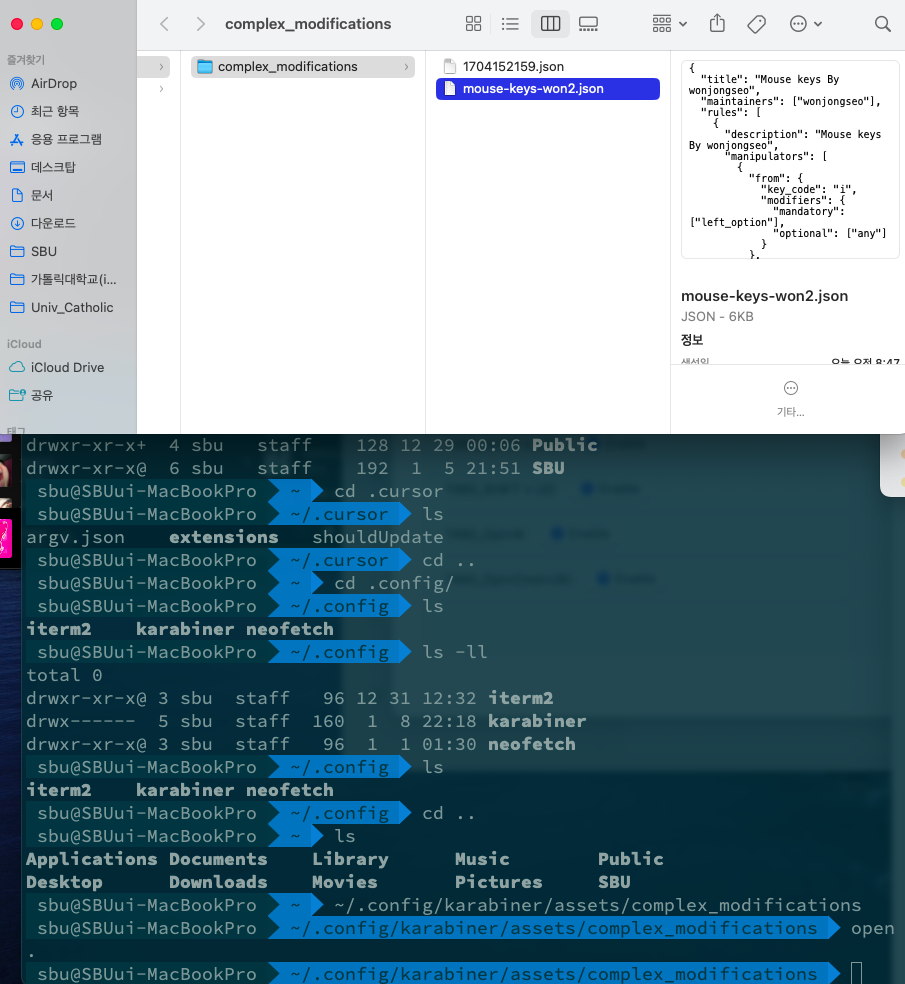 complex_modifications
즐겨찾기
AirDrop
최근 항목
응용 프로그램
데스크탑
문서
다운로드
SBU
가톨릭대학교(i...
Univ_Catholic
iCloud
iCloud Drive
공유
태그
complex_modifications
1704152159.json
mouse-keys-won2.json
{
"title": "Mouse keys By
wonjongseo",
"maintainers": ["wonjongseo"],
"rules": [
{
"description": "Mouse keys
By wonjongseo",
"manipulators": [
{
"from": {
"key_code": "i",
"modifiers": {
"mandatory":
["left_option"],
"optional": ["any"]
}
},
mouse-keys-won2.json
JSON - 6KB
정보
생성일 오늘 오전 8:47
기타...
drwxr-xr-x+ 4 sbu staff 128 12 29 00:06 Public
drwxr-xr-x@ 6 sbu staff 192 1 5 21:51 SBU
sbu@SBUui-MacBookPro ~ cd .cursor
sbu@SBUui-MacBookPro ~/.cursor ls
argv.json extensions shouldUpdate
sbu@SBUui-MacBookPro ~/.cursor cd ..
sbu@SBUui-MacBookPro ~ cd .config/
sbu@SBUui-MacBookPro ~/.config ls
iterm2 karabiner neofetch
sbu@SBUui-MacBookPro ~/.config ls -ll
total 0
drwxr-xr-x@ 3 sbu staff 96 12 31 12:32 iterm2
drwx------ 5 sbu staff 160 1 8 22:18 karabiner
drwxr-xr-x@ 3 sbu staff 96 1 1 01:30 neofetch
sbu@SBUui-MacBookPro ~/.config ls
iterm2 karabiner neofetch
sbu@SBUui-MacBookPro ~/.config cd ..
sbu@SBUui-MacBookPro ~ ls
Applications Documents Library Music Public
Desktop Downloads Movies Pictures SBU
sbu@SBUui-MacBookPro ~ ~/.config/karabiner/assets/complex_modifications
sbu@SBUui-MacBookPro ~/.config/karabiner/assets/complex_modifications open
.
sbu@SBUui-MacBookPro ~/.config/karabiner/assets/complex_modifications